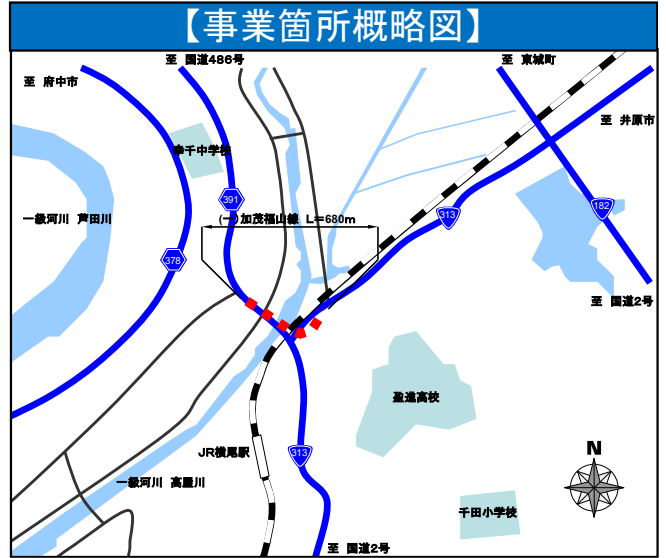 【事業箇所概略図】
至 国道486号
至 東城町
至 府中市
至 井原市
幸千中学校
391
182
一級河川 芦田川
(一)加茂福山線 L=680m
313
378
至 国道2号
盈進高校
N
JR横尾駅
313
一級河川 高屋川
千田小学校
至 国道2号